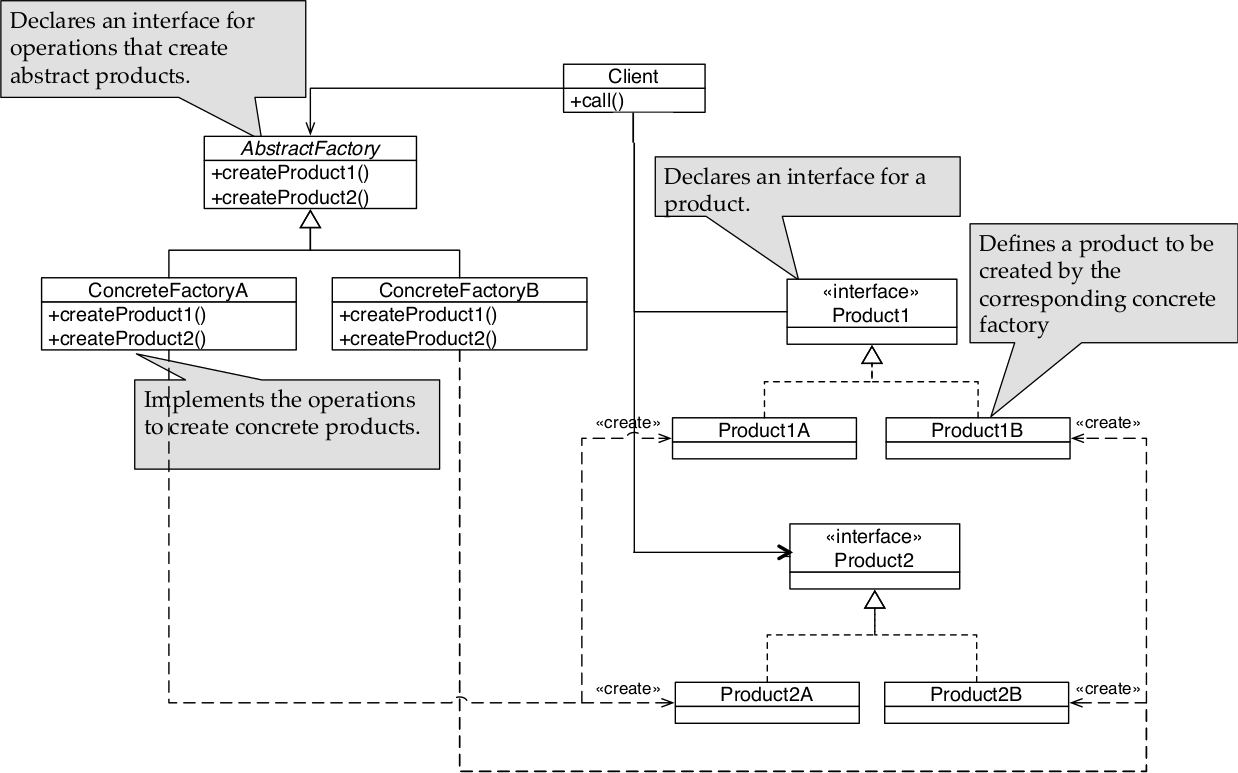 Declares an interface for
operations that create
abstract products.
Client
+call()
AbstractFactory
+createProduct1()
+createProduct2()
Declares an interface for a
product.
Defines a product to be
created by the
corresponding concrete
factory
ConcreteFactoryA
+createProduct1()
+createProduct2()
ConcreteFactoryB
+createProduct1()
+createProduct2()
«interface»
Product1
Implements the operations
to create concrete products.
«create»
Product1A
Product1B
«create»
«interface»
Product2
«create»
Product2A
Product2B
«create»